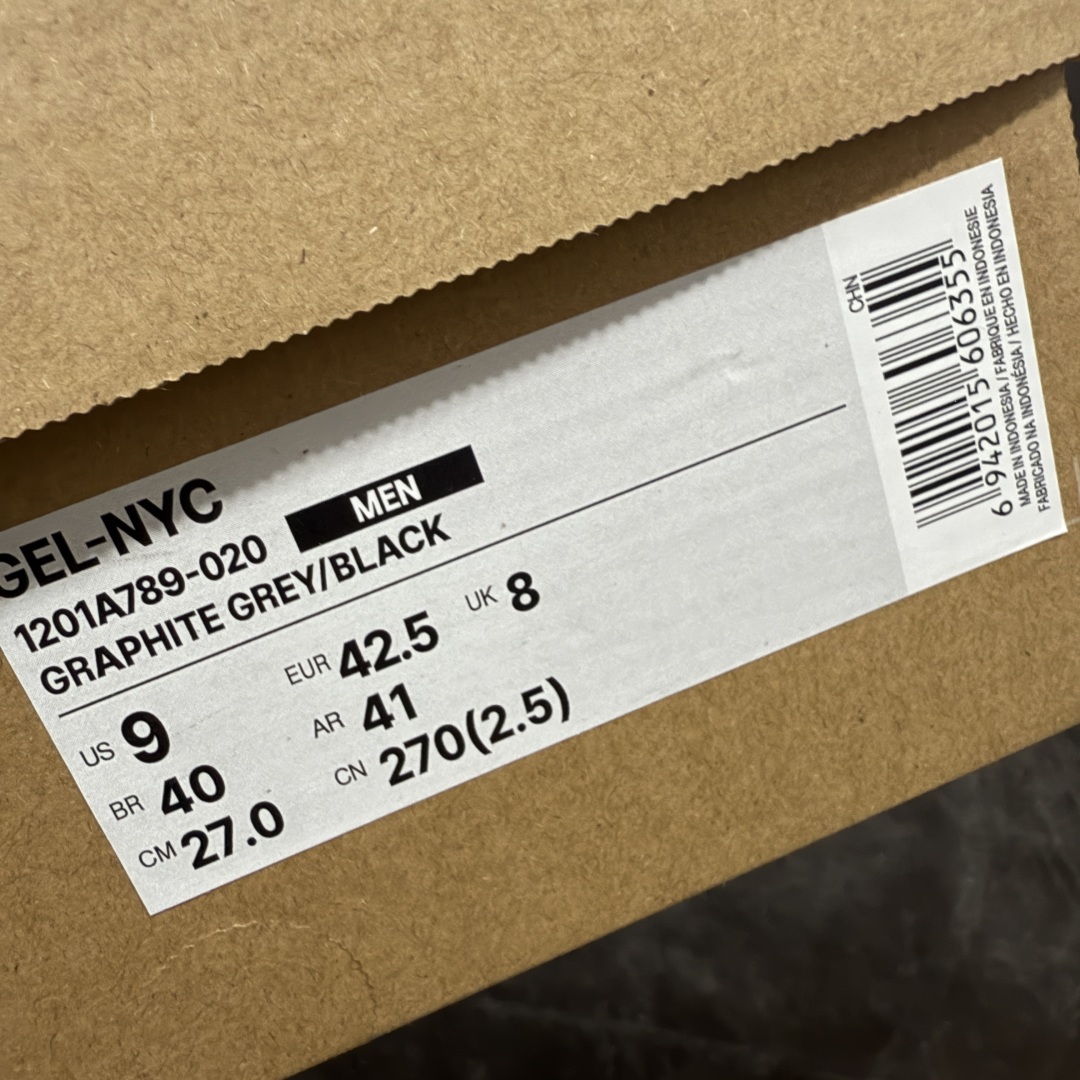 GEL-NYC
1201A789-020 MEN
GRAPHITE GREY/BLACK
US 9 EUR 42.5 UK 8
BR 40 AR 41
CM 27.0 CN 270(2.5)
CHN
6 942015 606355
MADE IN INDONESIA / FABRIQUE EN INDONESIE
FABRICADO NA INDONÉSIA / HECHO EN INDONESIA